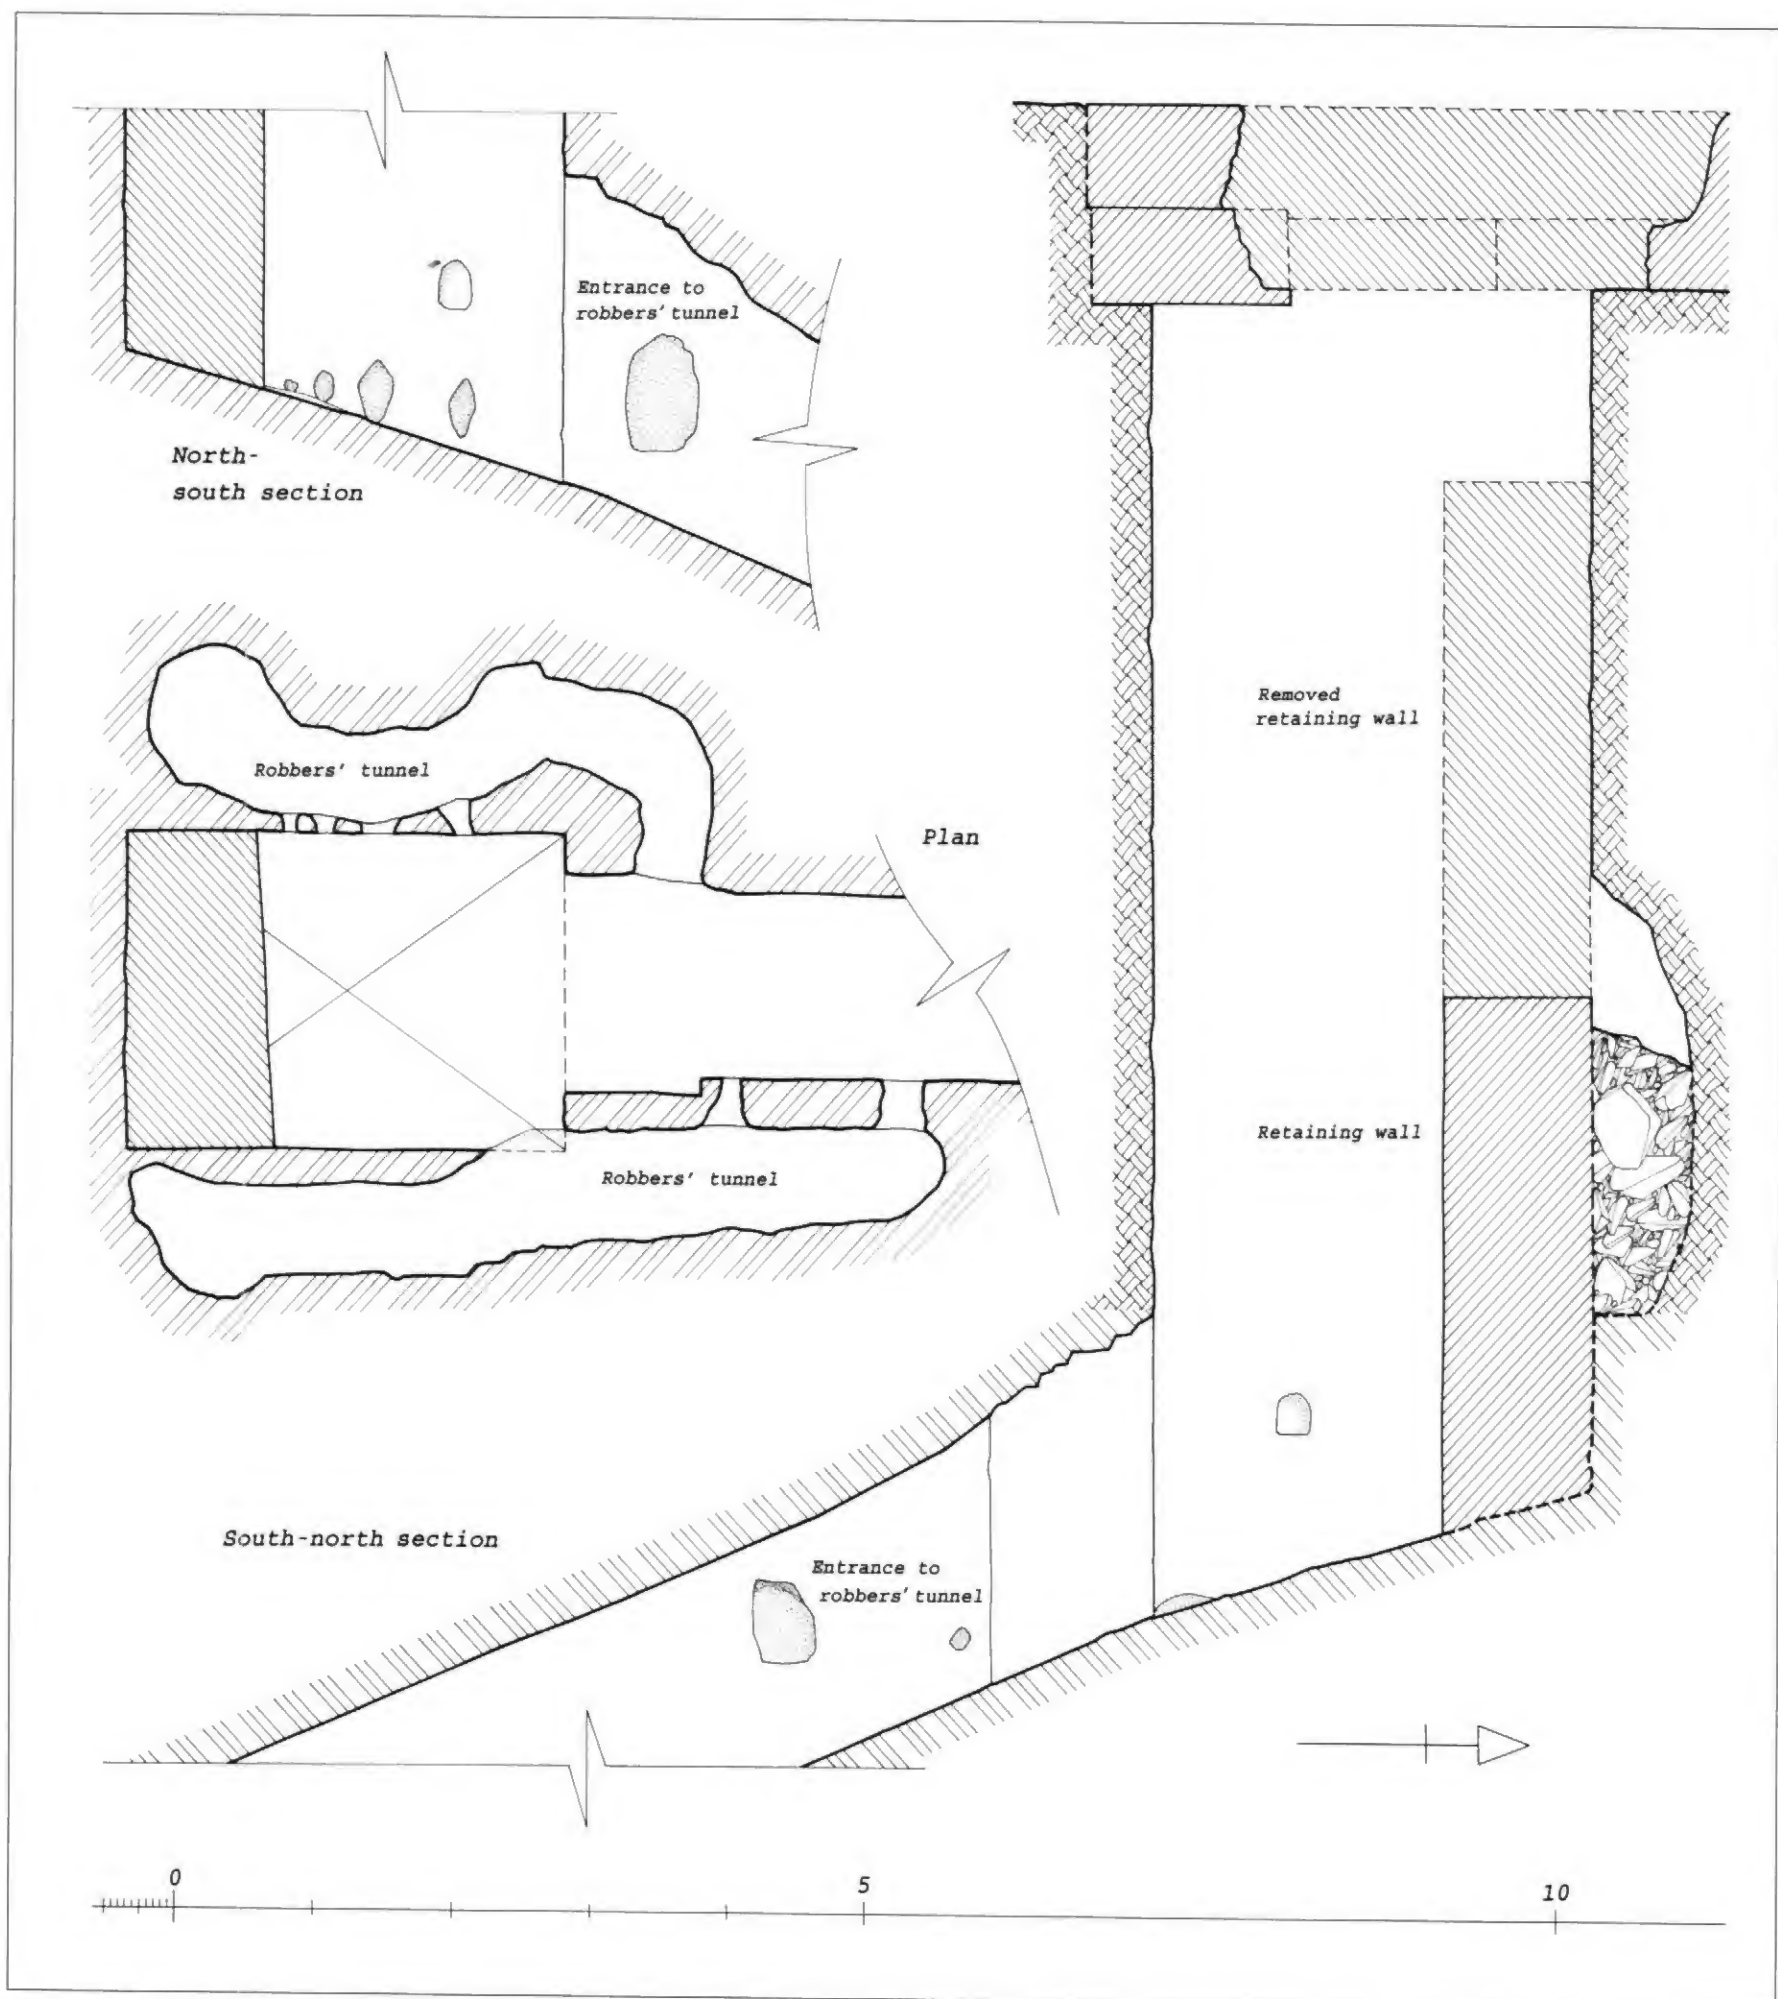 Entrance to
robbers' tunnel
North-
south section
Removed
retaining wall
Robbers' tunnel
Plan
Retaining wall
Robbers' tunnel
South-north section
Entrance to
robbers' tunnel
0
5
10